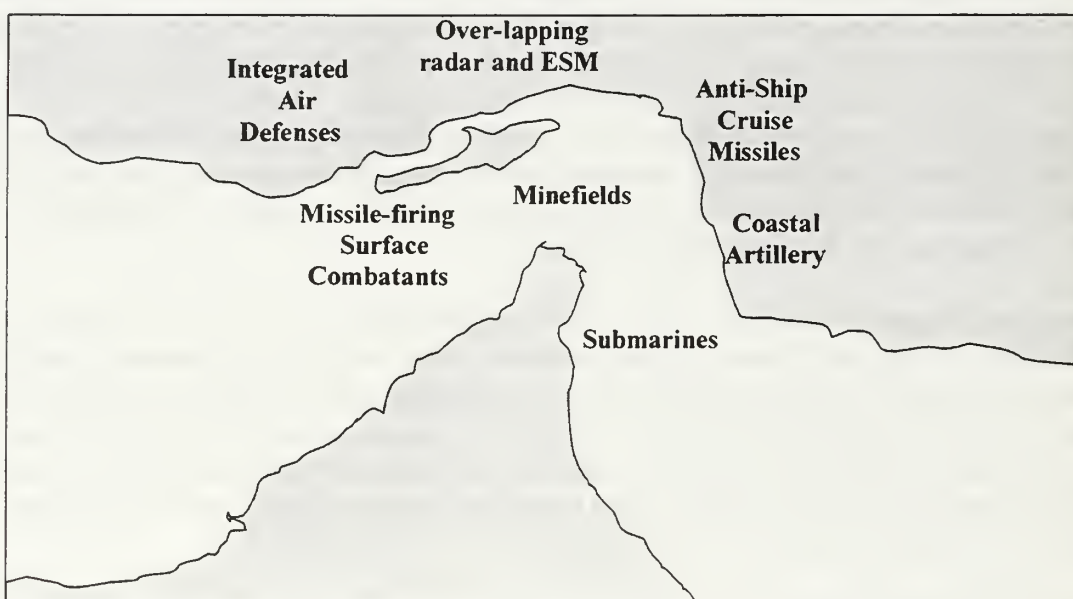 Over-lapping
radar and ESM
Integrated
Air
Defenses
Anti-Ship
Cruise
Missiles
Minefields
Missile-firing
Surface
Combatants
Coastal
Artillery
Submarines